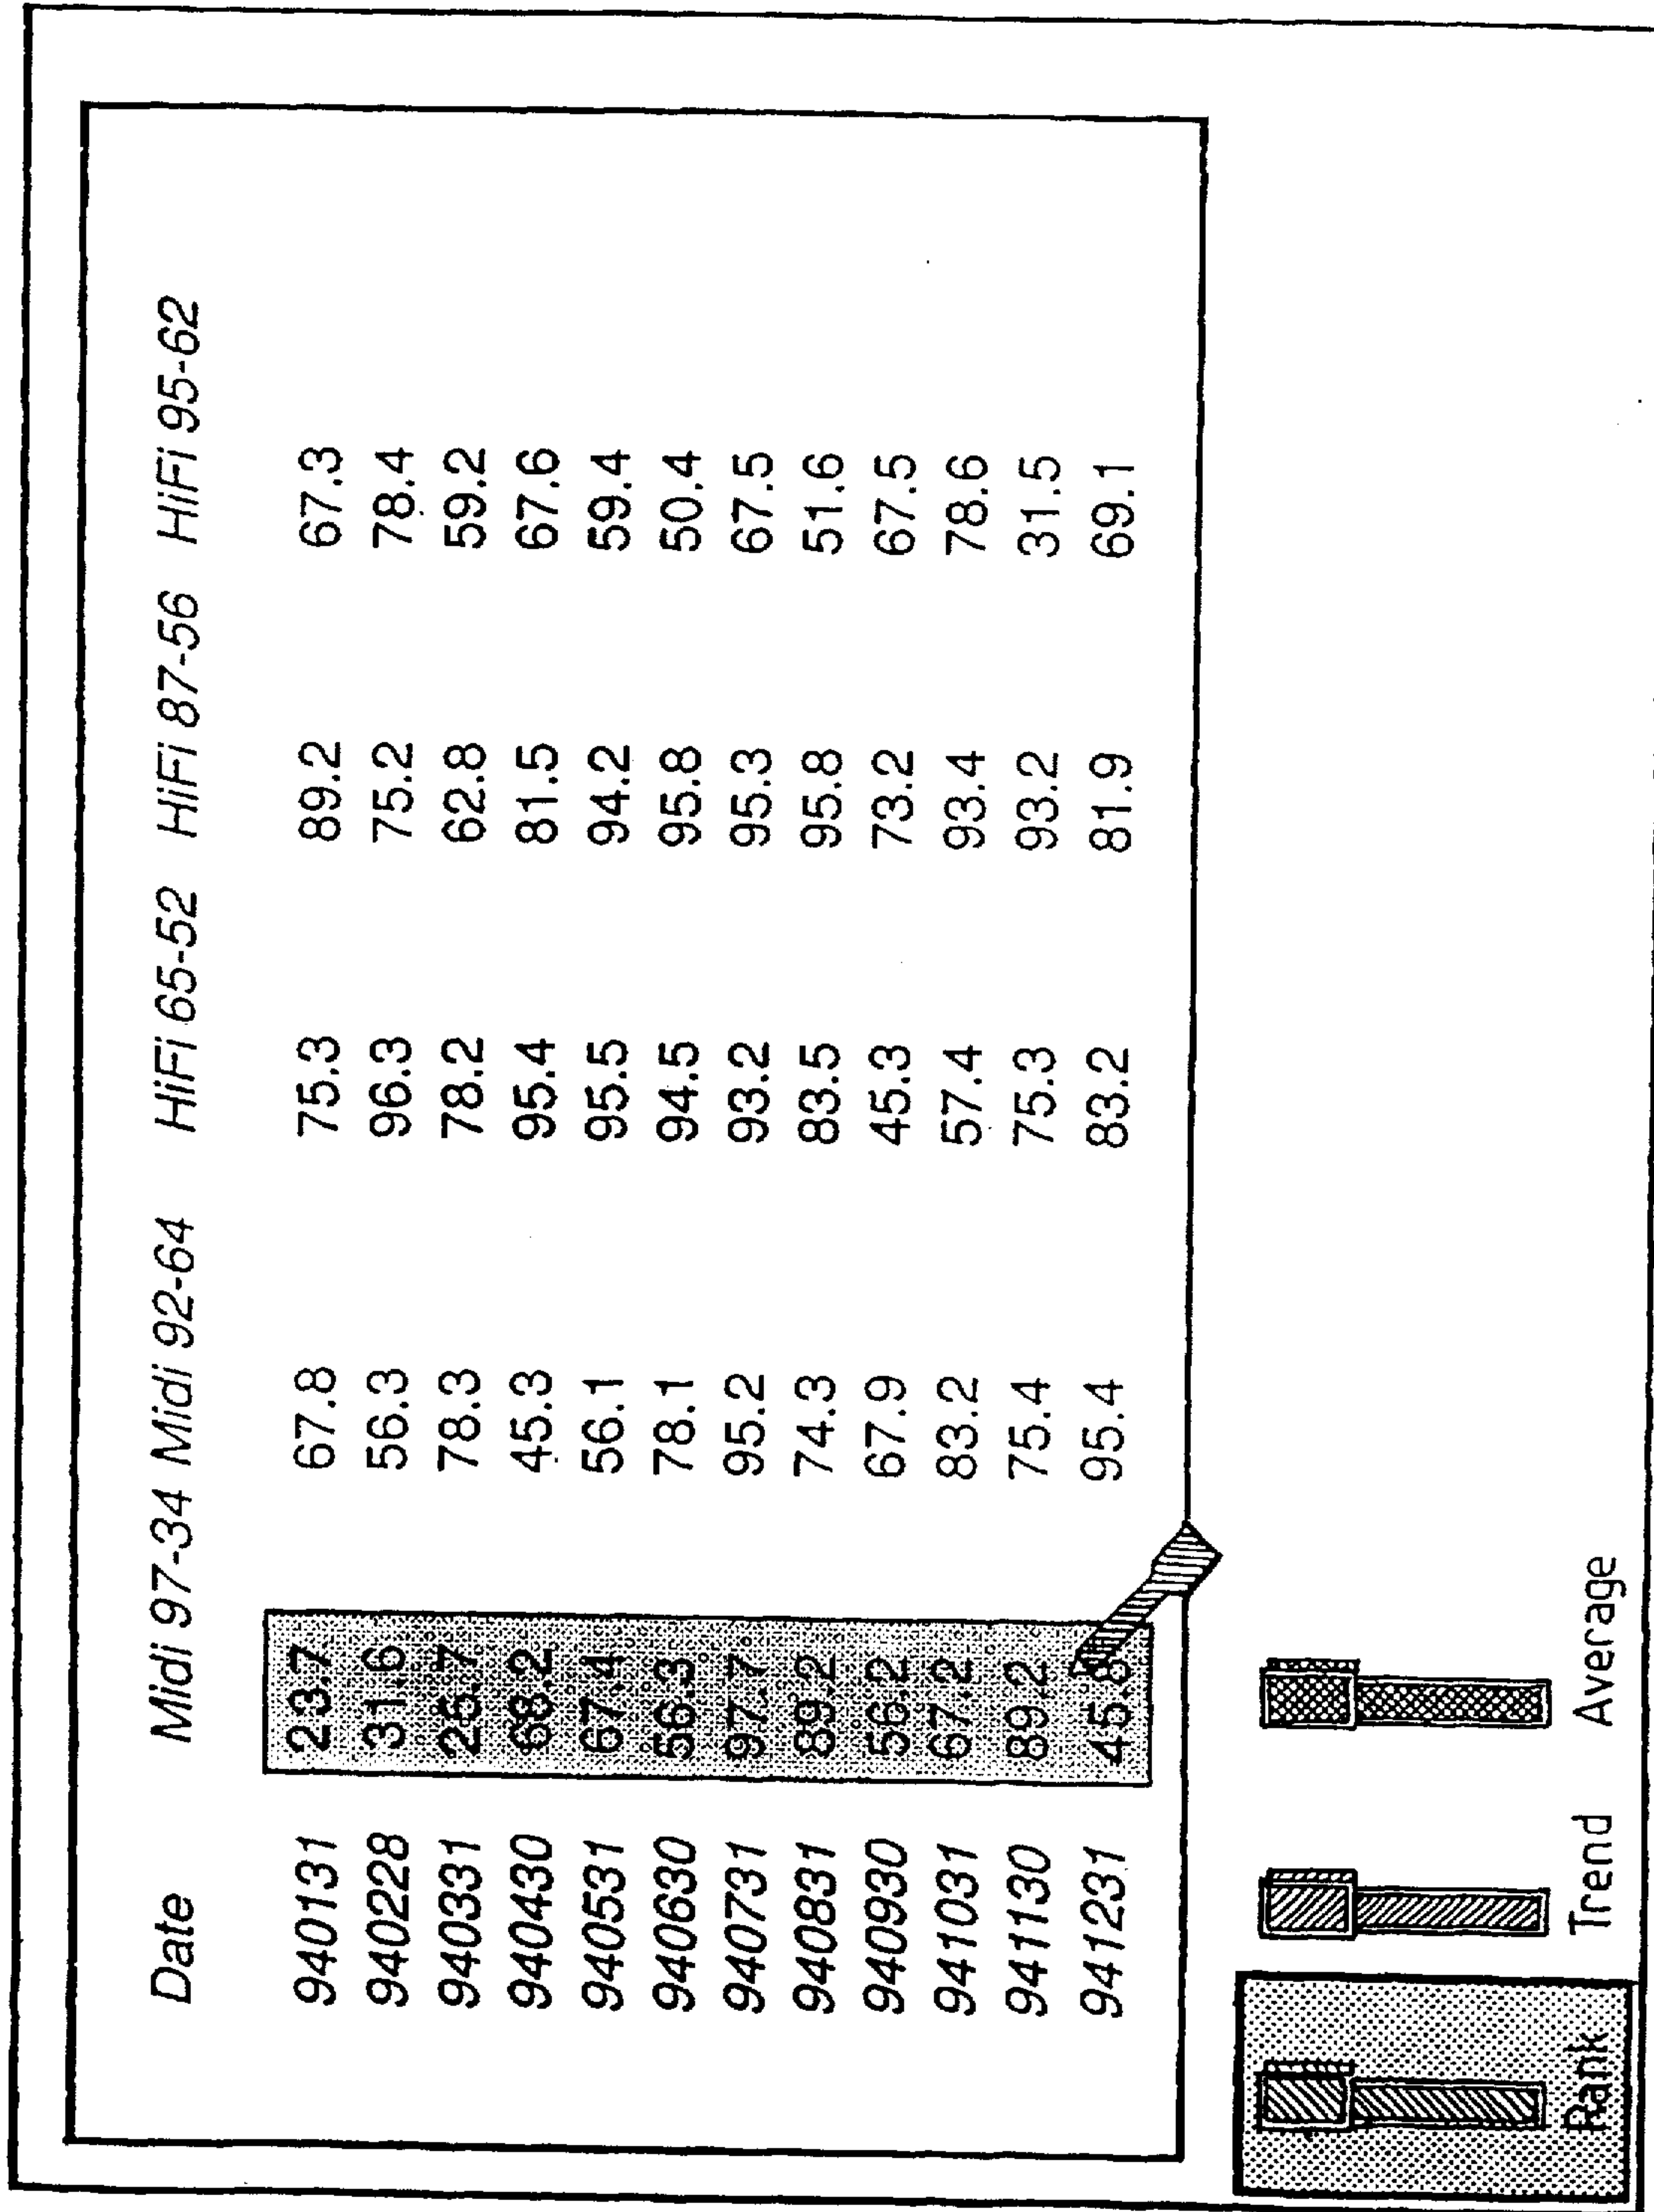 Date Midi 97-34 Midi 92-64 HiFi 65-52 HiFi 87-56 HiFi 95-62
940131 23.7 67.8 75.3 89.2 67.3
940228 31.6 56.3 96.3 75.2 78.4
940331 78.3 78.2 62.8 59.2
940430 68.2 45.3 95.4 81.5 67.6
940531 67.4 56.1 95.5 94.2 59.4
940630 56.3 78.1 94.5 95.8 50.4
940731 97.7 95.2 93.2 95.3 67.5
940831 89.2 74.3 83.5 95.8 51.6
940930 56.2 67.9 45.3 73.2 67.5
941031 67.2 83.2 57.4 93.4 78.6
941130 89.2 75.4 75.3 93.2 31.5
941231 45.8 95.4 83.2 81.9 69.1
Rank Trend Average